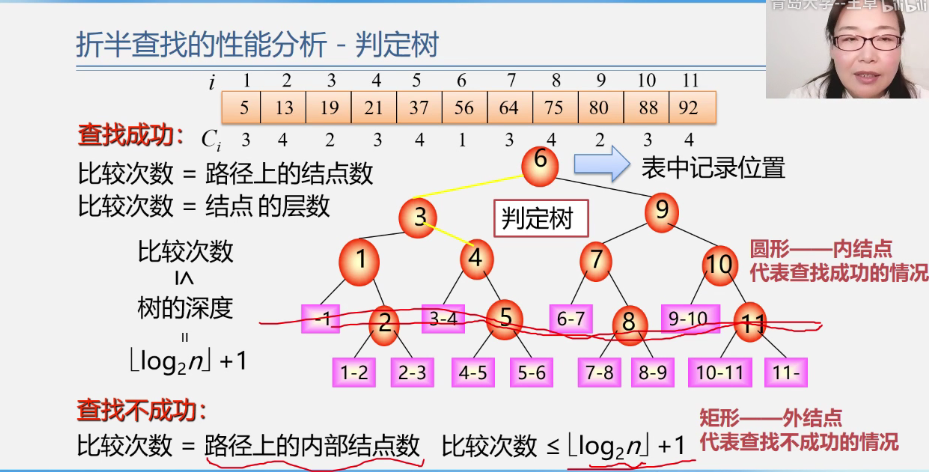 青岛大学--王卓 bilibili
折半查找的性能分析 - 判定树
i 1 2 3 4 5 6 7 8 9 10 11
5 13 19 21 37 56 64 75 80 88 92
查找成功：
Ci 3 4 2 3 4 1 3 4 2 3 4
比较次数 = 路径上的结点数
比较次数 = 结点的层数
6
表中记录位置
3
判定树
9
比较次数
≤
树的深度
=
⌊log2n⌋+1
1
4
7
10
圆形——内结点
代表查找成功的情况
-1
2
3-4
5
6-7
8
9-10
11
1-2
2-3
4-5
5-6
7-8
8-9
10-11
11-
查找不成功：
比较次数 = 路径上的内部结点数 比较次数 ≤ ⌊log2n⌋+1
矩形——外结点
代表查找不成功的情况